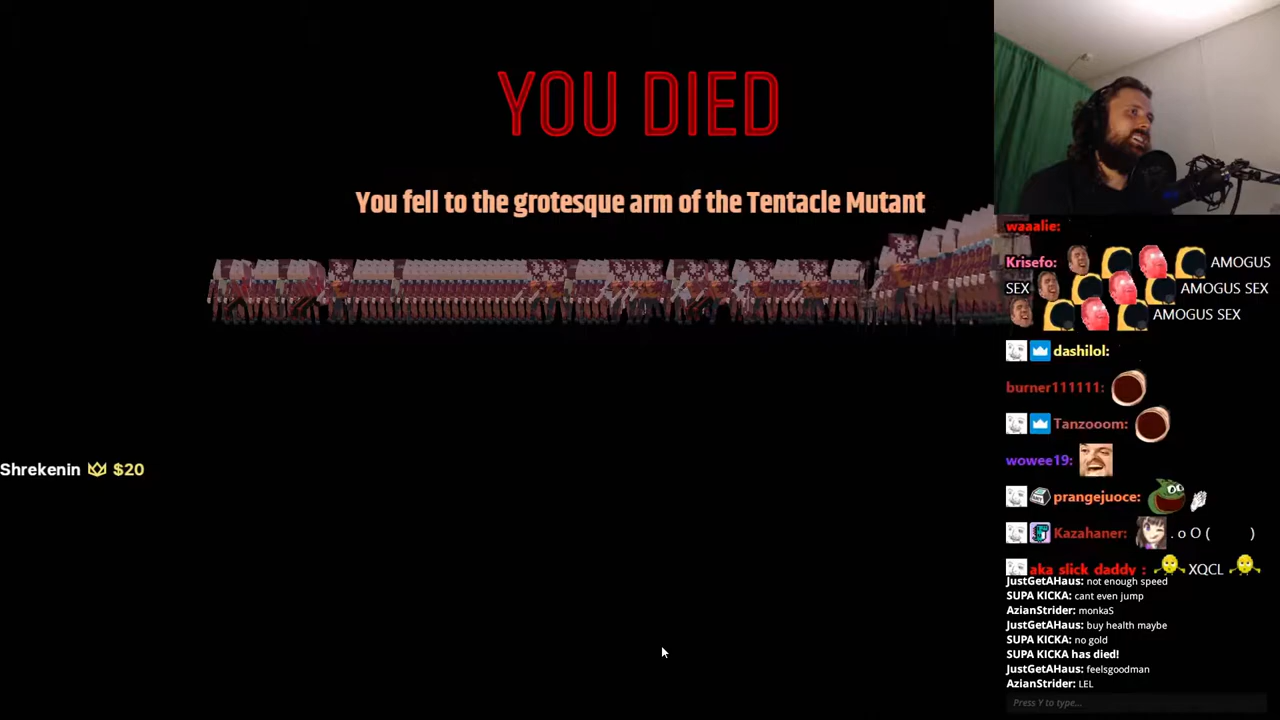 YOU DIED
You fell to the grotesque arm of the Tentacle Mutant
Shrekenin $20
waaalie:
Krisefo: AMOGUS
SEX AMOGUS SEX
AMOGUS SEX
dashilol:
burner111111:
Tanzooom:
wowee19:
prangejuoce:
Kazahaner: . o O ( )
aka_slick_daddy_: XQCL
JustGetAHaus: not enough speed
SUPA KICKA: cant even jump
AzianStrider: monkaS
JustGetAHaus: buy health maybe
SUPA KICKA: no gold
SUPA KICKA has died!
JustGetAHaus: feelsgoodman
AzianStrider: LEL
Press Y to type...